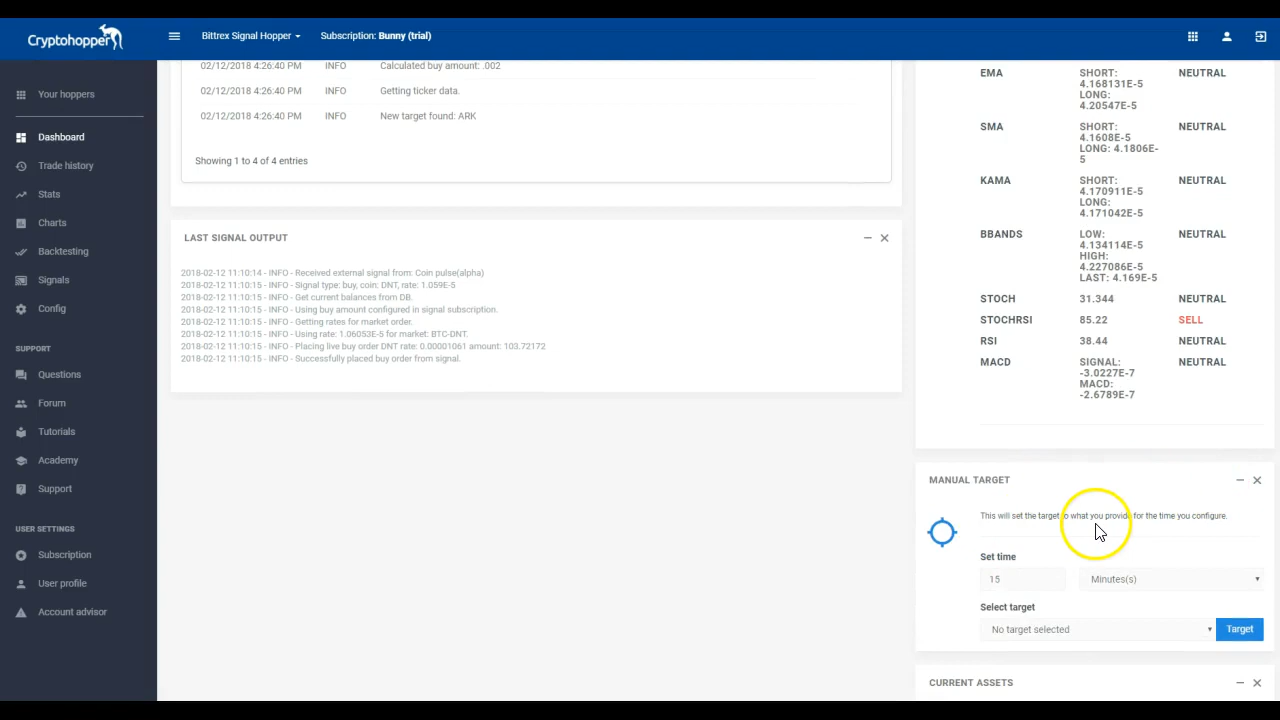 Cryptohopper
Bittrex Signal Hopper
Subscription: Bunny (trial)
Your hoppers
Dashboard
Trade history
Stats
Charts
Backtesting
Signals
Config
SUPPORT
Questions
Forum
Tutorials
Academy
Support
USER SETTINGS
Subscription
User profile
Account advisor
02/12/2018 4:26:40 PM INFO Calculated buy amount: .002
02/12/2018 4:26:40 PM INFO Getting ticker data.
02/12/2018 4:26:40 PM INFO New target found: ARK
Showing 1 to 4 of 4 entries
LAST SIGNAL OUTPUT
2018-02-12 11:10:14 - INFO - Received external signal from: Coin pulse(alpha)
2018-02-12 11:10:15 - INFO - Signal type: buy, coin: DNT, rate: 1.059E-5
2018-02-12 11:10:15 - INFO - Get current balances from DB.
2018-02-12 11:10:15 - INFO - Using buy amount configured in signal subscription.
2018-02-12 11:10:15 - INFO - Getting rates for market order.
2018-02-12 11:10:15 - INFO - Using rate: 1.06053E-5 for market: BTC-DNT.
2018-02-12 11:10:15 - INFO - Placing live buy order DNT rate: 0.00001061 amount: 103.72172
2018-02-12 11:10:15 - INFO - Successfully placed buy order from signal.
EMA SHORT: NEUTRAL
4.168131E-5
LONG:
4.20547E-5
SMA SHORT: NEUTRAL
4.1608E-5
LONG: 4.1806E-
5
KAMA SHORT: NEUTRAL
4.170911E-5
LONG:
4.171042E-5
BBANDS LOW: NEUTRAL
4.134114E-5
HIGH:
4.227086E-5
LAST: 4.169E-5
STOCH 31.344 NEUTRAL
STOCHRSI 85.22 SELL
RSI 38.44 NEUTRAL
MACD SIGNAL: NEUTRAL
-3.0227E-7
MACD:
-2.6789E-7
MANUAL TARGET
This will set the target to what you provide for the time you configure.
Set time
15 Minutes(s)
Select target
No target selected Target
CURRENT ASSETS